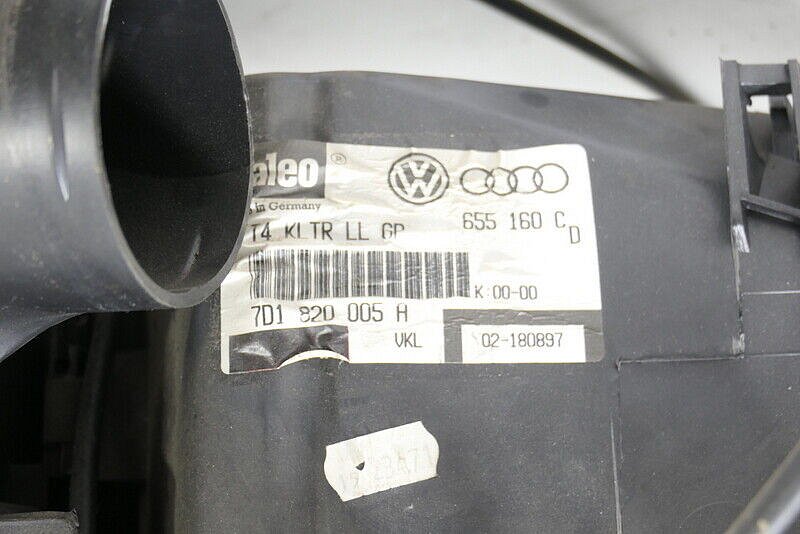 aleo ®
in Germany
T4 KLTR LL GP
655 160 C D
K:00-00
7D1 820 005 A
VKL
02-180897